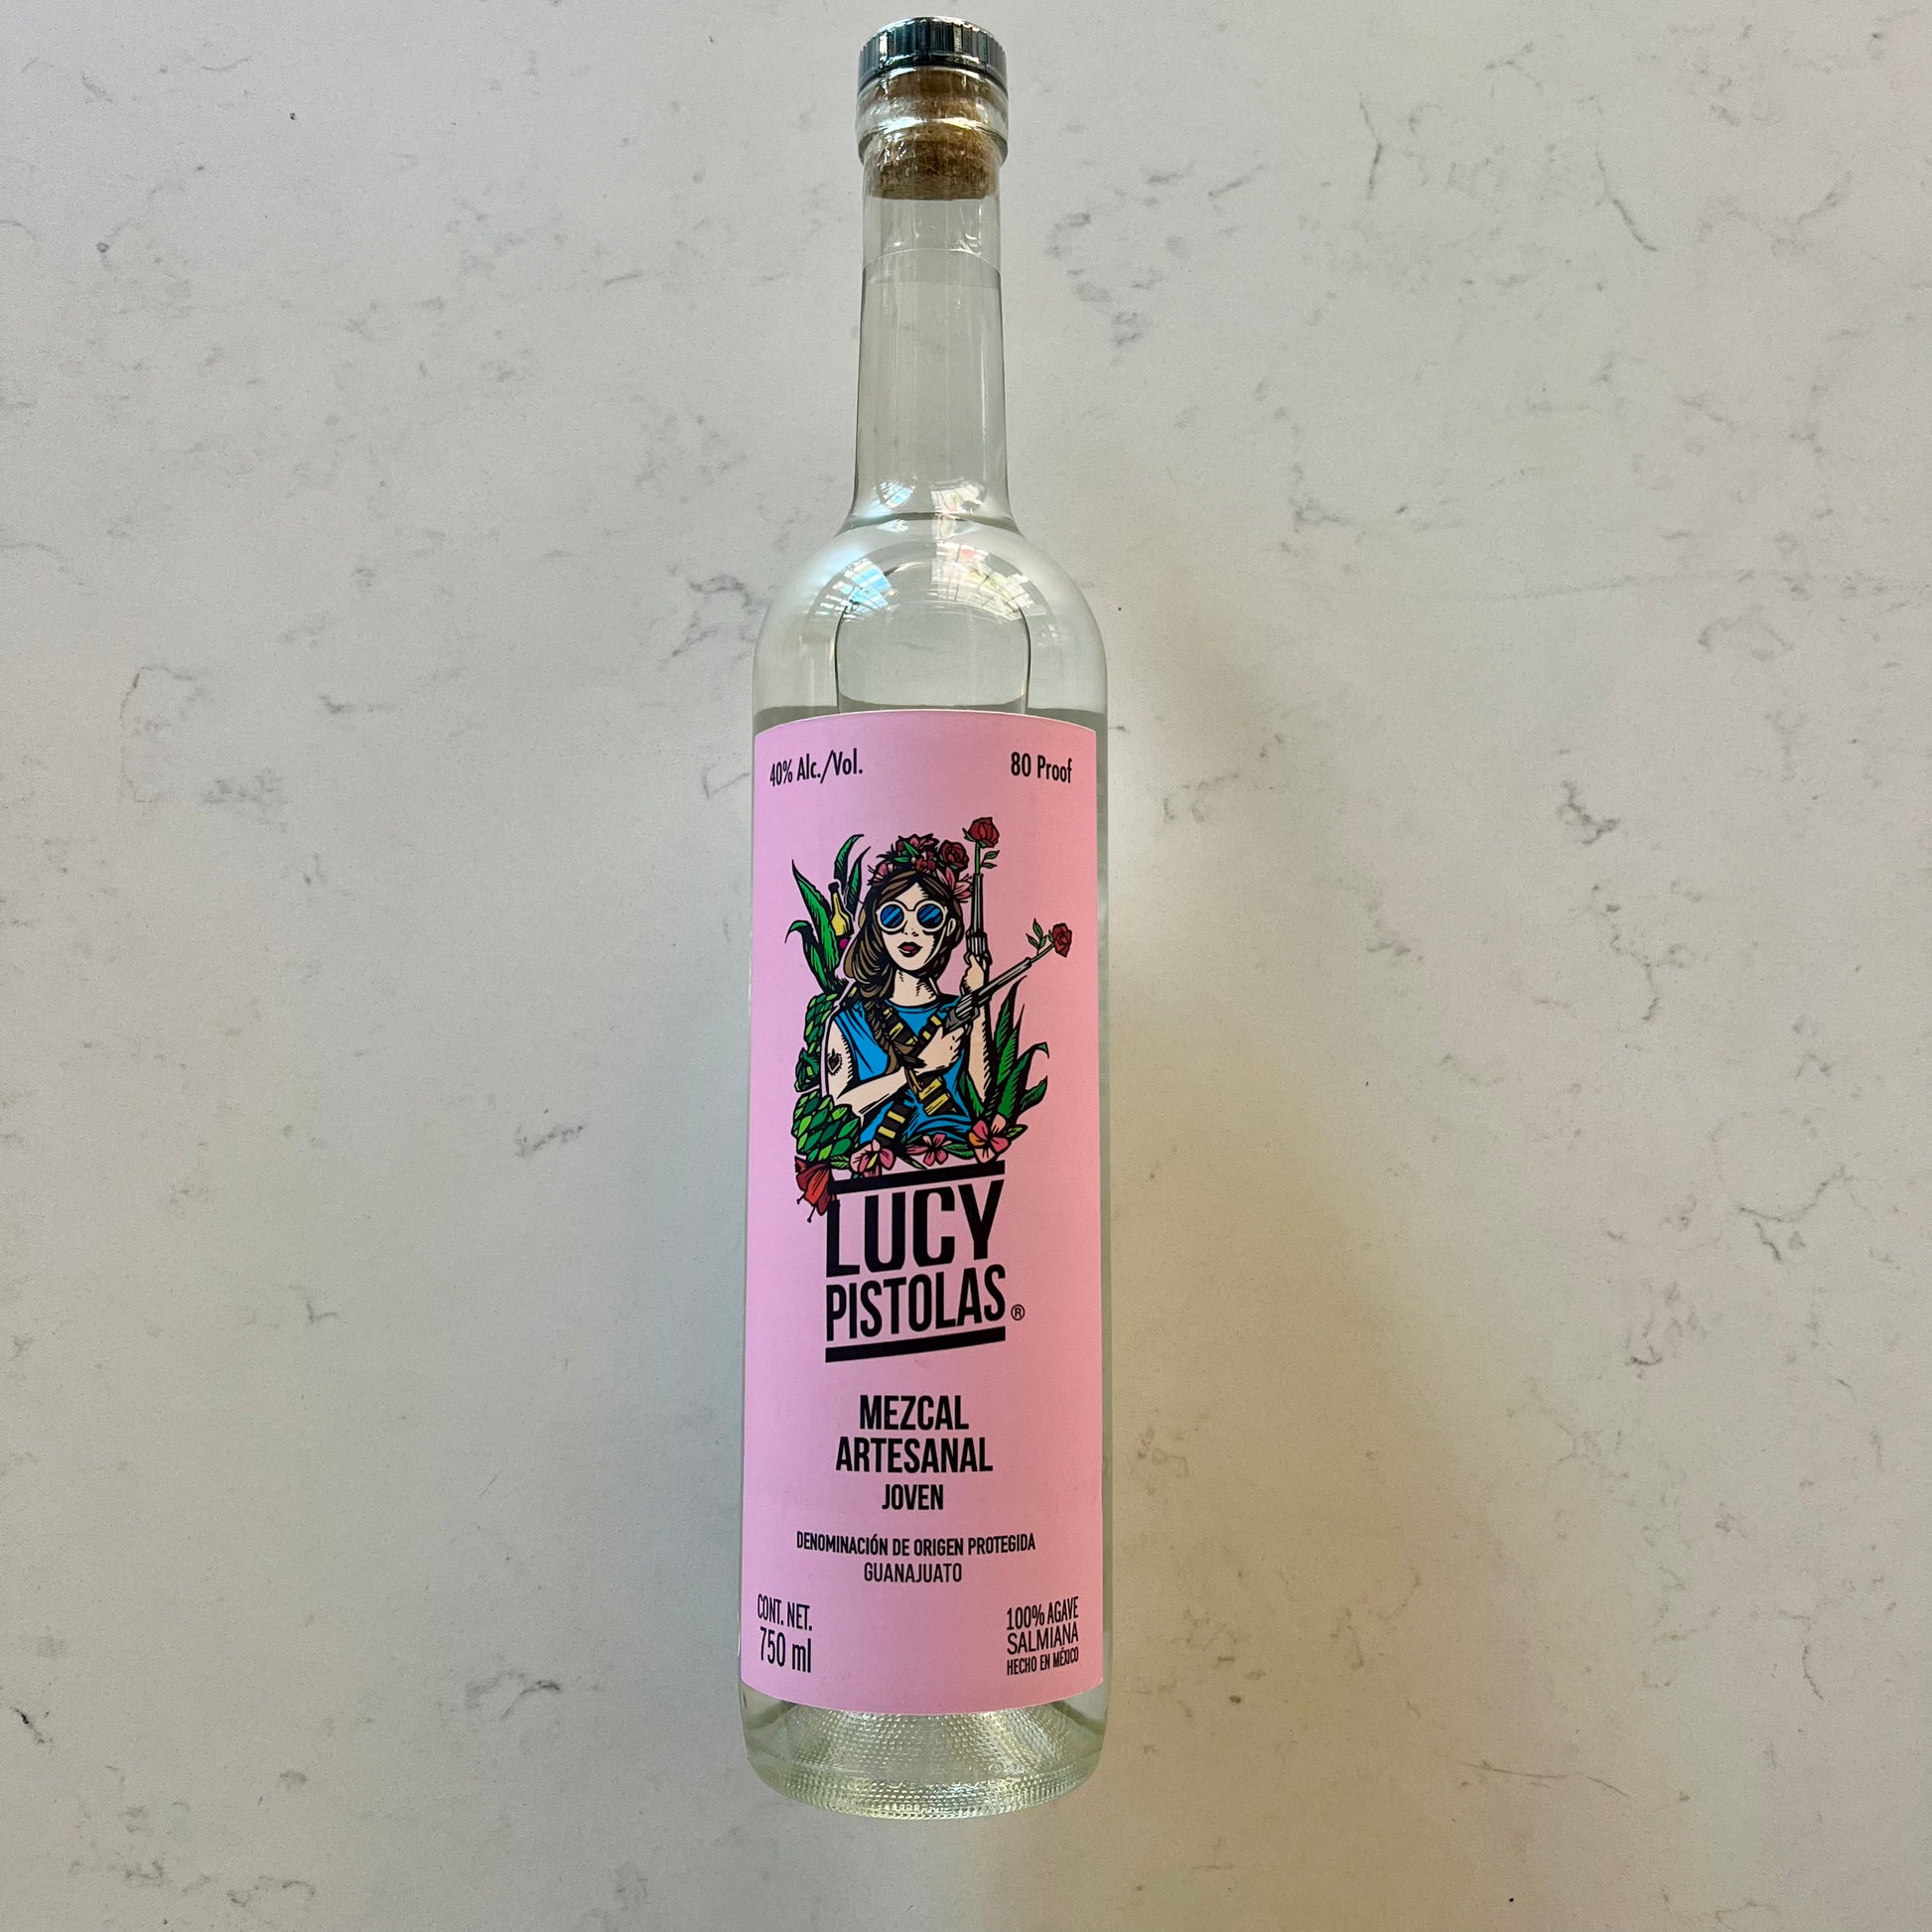 40% Alc./Vol.
80 Proof
LUCY
PISTOLAS®
MEZCAL
ARTESANAL
JOVEN
DENOMINACIÓN DE ORIGEN PROTEGIDA
GUANAJUATO
CONT. NET.
750 ml
100% AGAVE
SALMIANA
HECHO EN MÉXICO